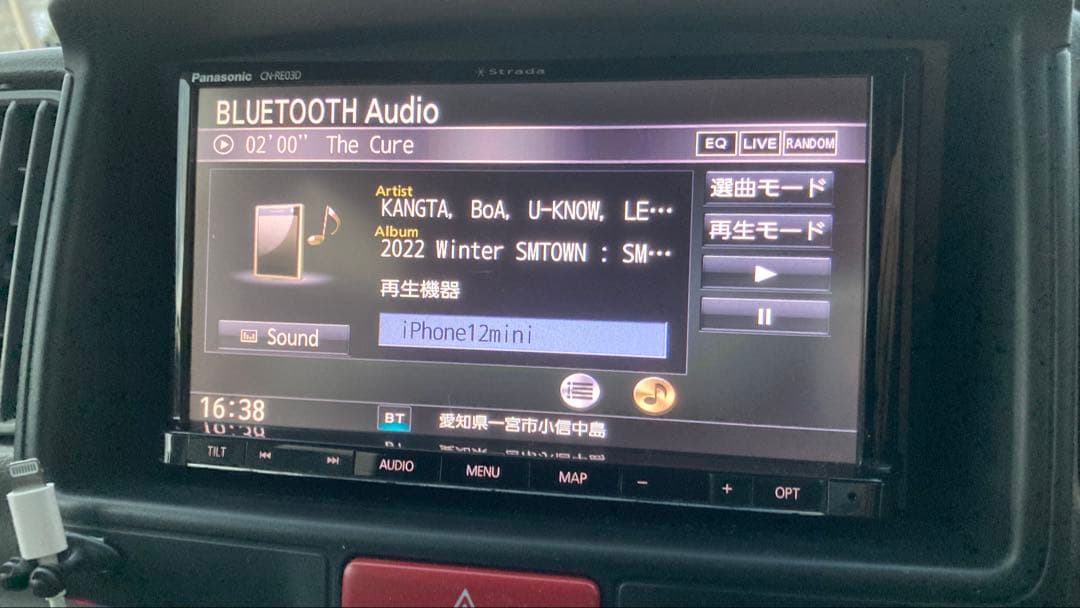 Panasonic CN-RE03D
Strada
BLUETOOTH Audio
02'00" The Cure
EQ LIVE RANDOM
Artist
KANGTA, BoA, U-KNOW, LE…
Album
2022 Winter SMTOWN : SM…
再生機器
iPhone12mini
Sound
選曲モード
再生モード
16:38
BT
愛知県一宮市小信中島
TILT
AUDIO
MENU
MAP
−
+
OPT